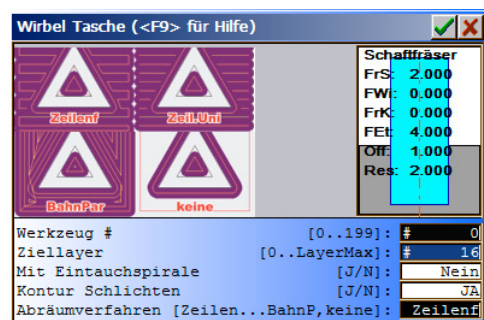 Wirbel Tasche (<F9> für Hilfe)
Zeilenf
Zeil.Uni
BahnPar
keine
Schaftfräser
FrS: 2.000
FWi: 0.000
FrK: 0.000
FEt: 4.000
Off: 1.000
Res: 2.000
Werkzeug # [0..199]: # 0
Ziellayer [0..LayerMax]: # 16
Mit Eintauchspirale [J/N]: Nein
Kontur Schlichten [J/N]: JA
Abräumverfahren [Zeilen...BahnP,keine]: Zeilenf